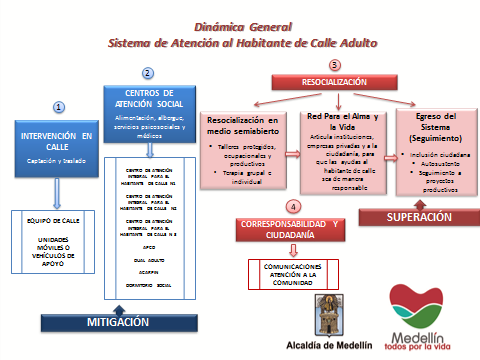 Dinámica General
Sistema de Atención al Habitante de Calle Adulto
1
INTERVENCIÓN EN
CALLE
Captación y traslado
EQUIPO DE CALLE
UNIDADES
MÓVILES O
VEHÍCULOS DE
APOYO
2
CENTROS DE
ATENCIÓN SOCIAL
Alimentación, albergue,
servicios psicosociales y
médicos
CENTRO DE ATENCIÓN
INTEGRAL PARA EL
HABITANTE DE CALLE N1
CENTRO DE ATENCIÓN
INTEGRAL PARA EL
HABITANTE DE CALLE
CENTRO DE ATENCIÓN
INTEGRAL PARA EL
HABITANTE DE CALLE N 3
DUAL ADULTO
ACARPIN
DORMITORIO SOCIAL
MITIGACIÓN
3
RESOCIALIZACIÓN
Resocialización en
medio semiabierto
Talleres protegidos,
ocupacionales y
productivos
Terapia grupal e
individual
Red Para el Alma y
la Vida
Articula instituciones,
empresas privadas y a la
ciudadanía, para
que las ayudas al
habitante de calle
sea de manera
responsable
Egreso del
Sistema
(Seguimiento)
Inclusión ciudadana
Autosustento
Seguimiento a
proyectos
productivos
SUPERACIÓN
4
CORRESPONSABILIDAD Y
CIUDADANÍA
COMUNICACIONES
ATENCIÓN A LA
COMUNIDAD
Alcaldía de Medellín
Medellín
todos por la vida